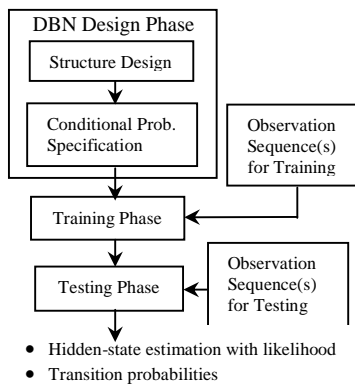 DBN Design Phase
Structure Design
Conditional Prob.
Specification
Observation
Sequence(s)
for Training
Training Phase
Testing Phase
Observation
Sequence(s)
for Testing
• Hidden-state estimation with likelihood
• Transition probabilities